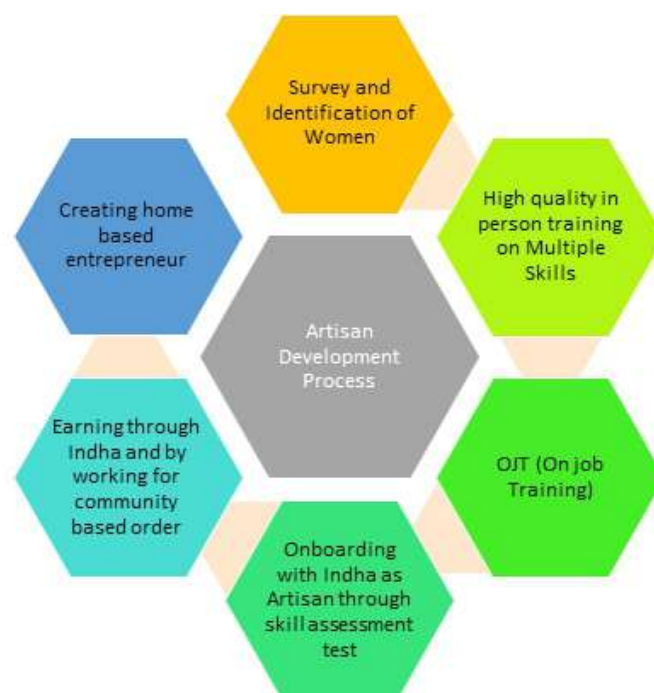 Survey and
Identification of
Women
High quality in
person training
on Multiple
Skills
OJT (On job
Training)
Onboarding
with Indha as
Artisan through
skill assessment
test
Earning through
Indha and by
working for
community
based order
Creating home
based
entrepreneur
Artisan
Development
Process